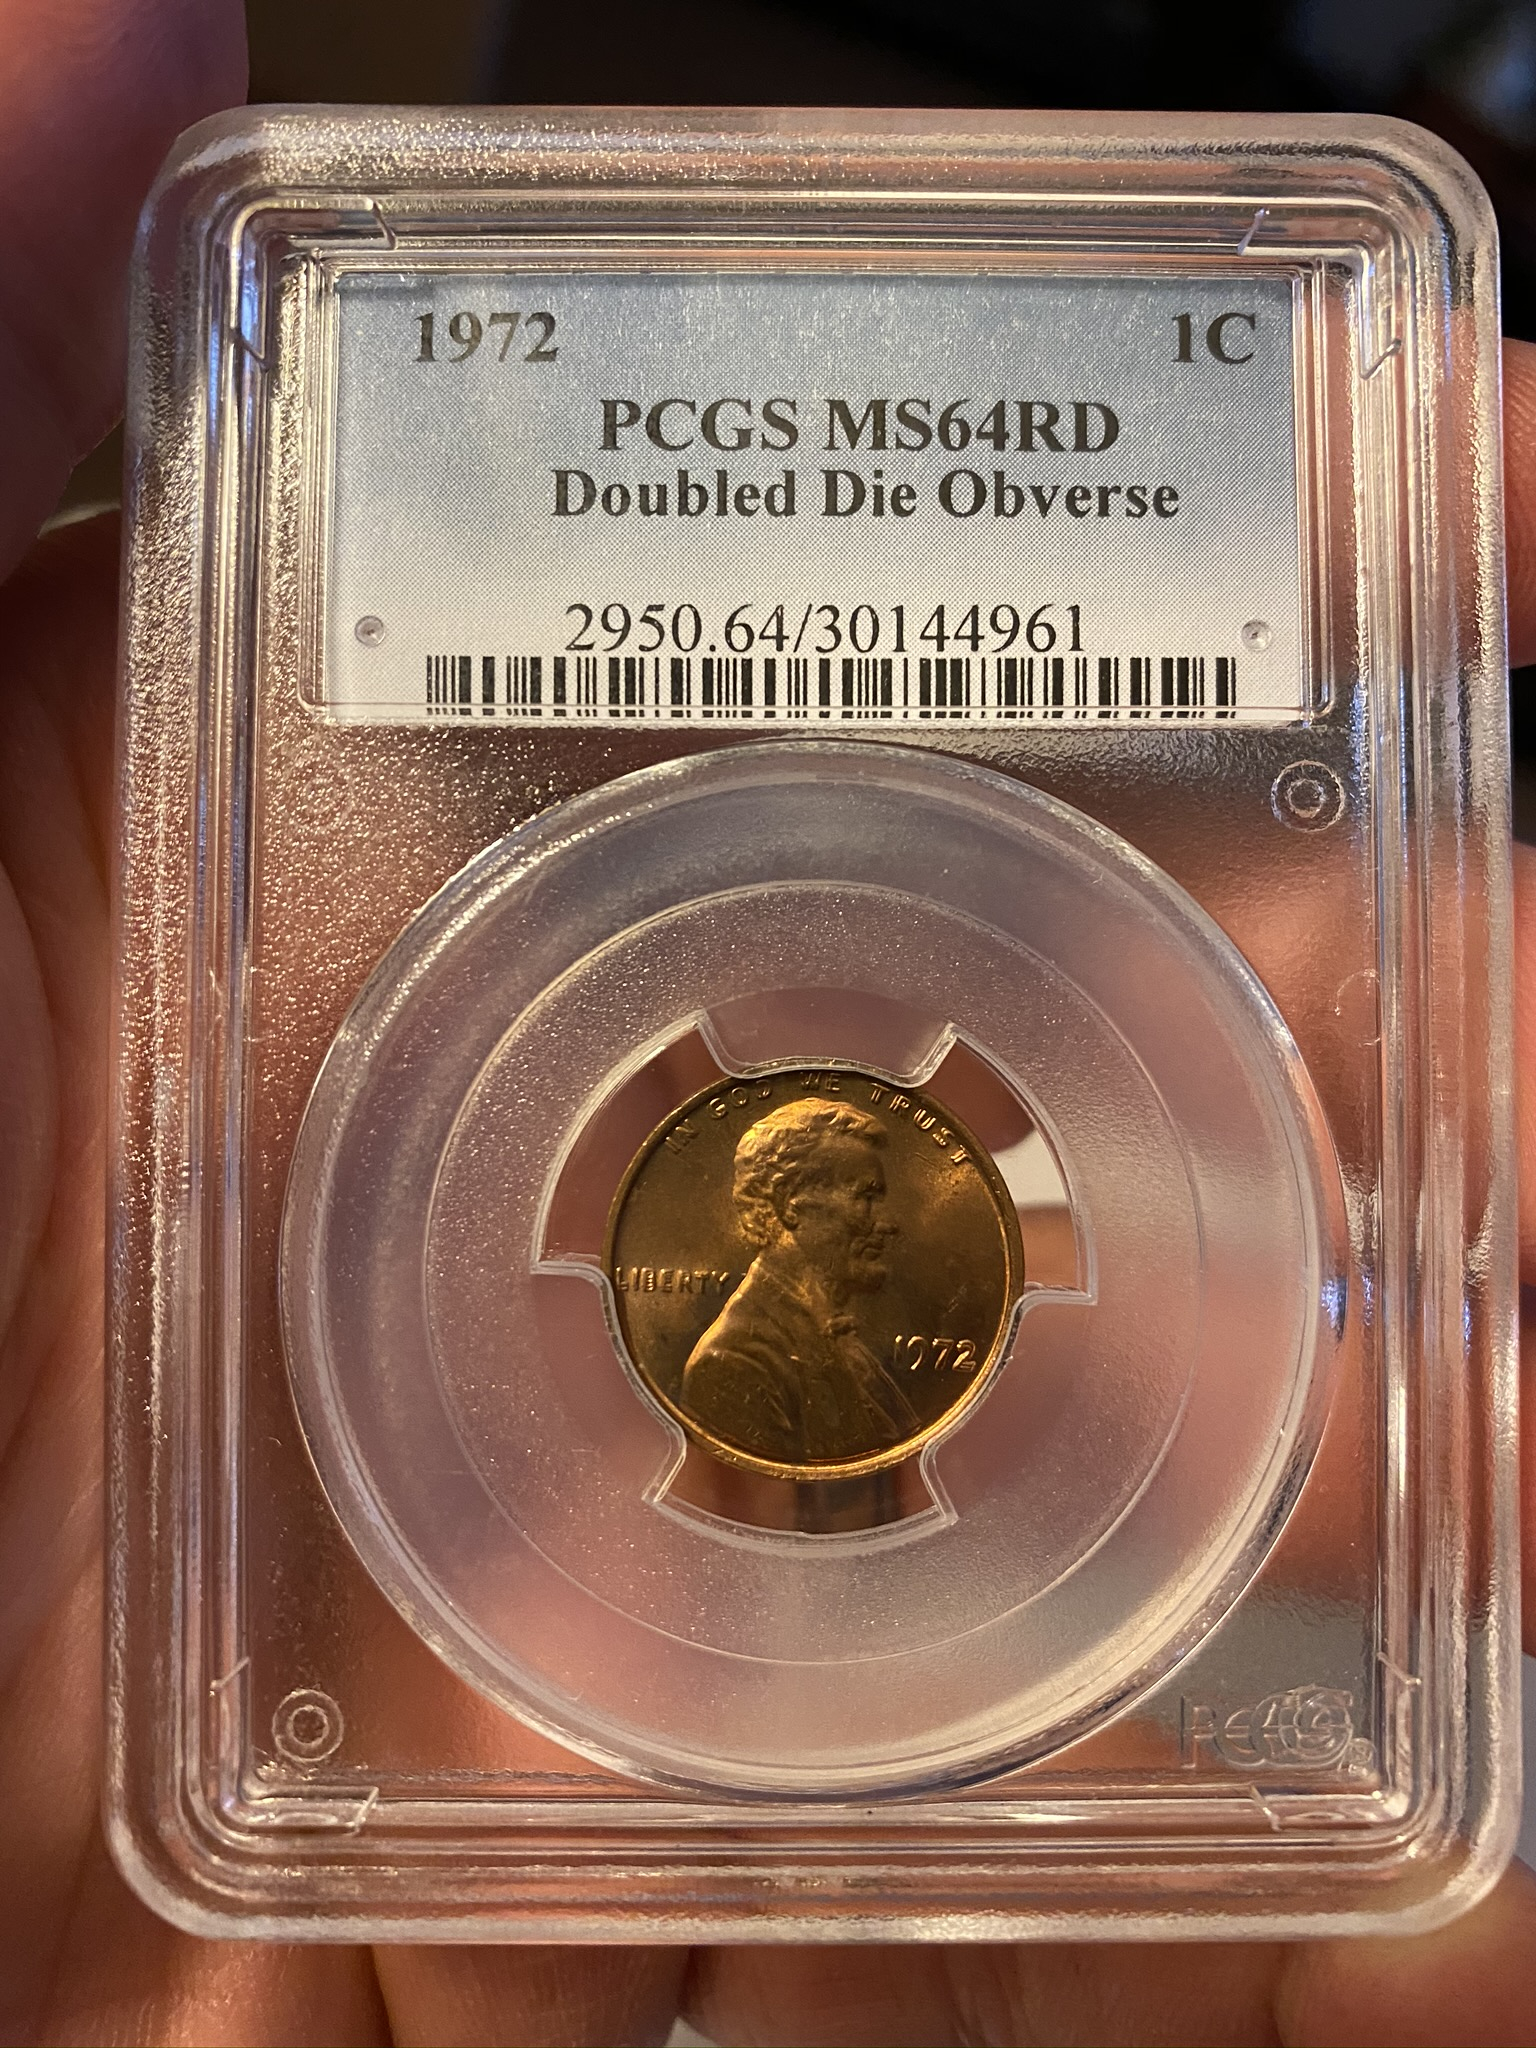 1972 1C
PCGS MS64RD
Doubled Die Obverse
2950.64/30144961
IN GOD WE TRUST
LIBERTY
1972
PCGS